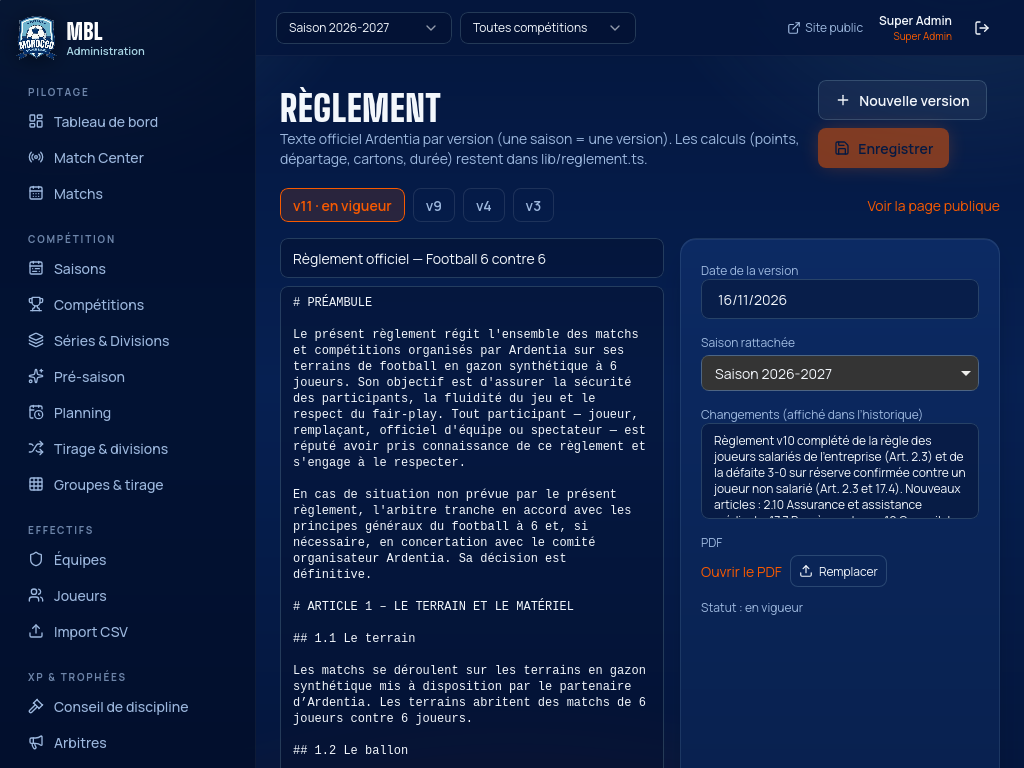 MOROCCO
MBL
Administration
PILOTAGE
Tableau de bord
Match Center
Matchs
COMPÉTITION
Saisons
Compétitions
Séries & Divisions
Pré-saison
Planning
Tirage & divisions
Groupes & tirage
EFFECTIFS
Équipes
Joueurs
Import CSV
XP & TROPHÉES
Conseil de discipline
Arbitres
Saison 2026-2027
Toutes compétitions
Site public
Super Admin
Super Admin
RÈGLEMENT
Texte officiel Ardentia par version (une saison = une version). Les calculs (points,
départage, cartons, durée) restent dans lib/reglement.ts.
Nouvelle version
Enregistrer
v11 · en vigueur
v9
v4
v3
Voir la page publique
Règlement officiel — Football 6 contre 6
# PRÉAMBULE
Le présent règlement régit l'ensemble des matchs
et compétitions organisés par Ardentia sur ses
terrains de football en gazon synthétique à 6
joueurs. Son objectif est d'assurer la sécurité
des participants, la fluidité du jeu et le
respect du fair-play. Tout participant — joueur,
remplaçant, officiel d'équipe ou spectateur — est
réputé avoir pris connaissance de ce règlement et
s'engage à le respecter.
En cas de situation non prévue par le présent
règlement, l'arbitre tranche en accord avec les
principes généraux du football à 6 et, si
nécessaire, en concertation avec le comité
organisateur Ardentia. Sa décision est
définitive.
# ARTICLE 1 – LE TERRAIN ET LE MATÉRIEL
## 1.1 Le terrain
Les matchs se déroulent sur les terrains en gazon
synthétique mis à disposition par le partenaire
d’Ardentia. Les terrains abritent des matchs de 6
joueurs contre 6 joueurs.
## 1.2 Le ballon
Date de la version
16/11/2026
Saison rattachée
Saison 2026-2027
Changements (affiché dans l'historique)
Règlement v10 complété de la règle des
joueurs salariés de l'entreprise (Art. 2.3) et de
la défaite 3-0 sur réserve confirmée contre un
joueur non salarié (Art. 2.3 et 17.4). Nouveaux
articles : 2.10 Assurance et assistance
PDF
Ouvrir le PDF
Remplacer
Statut : en vigueur